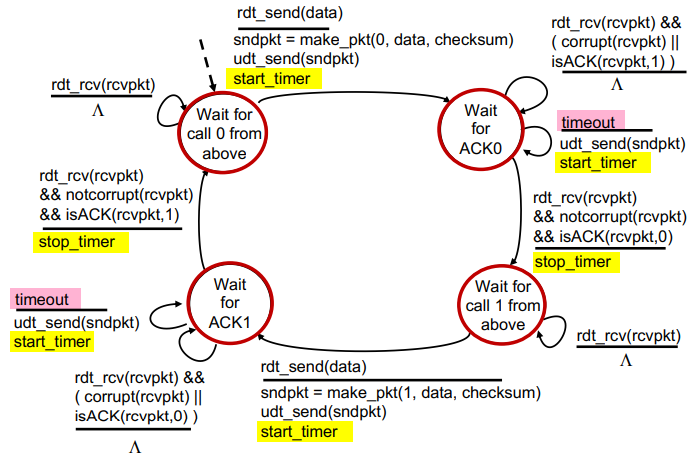 rdt_send(data)
sndpkt = make_pkt(0, data, checksum)
udt_send(sndpkt)
start_timer
rdt_rcv(rcvpkt) &&
( corrupt(rcvpkt) ||
isACK(rcvpkt,1) )
Λ
rdt_rcv(rcvpkt)
Λ
Wait for
call 0 from
above
Wait
for
ACK0
timeout
udt_send(sndpkt)
start_timer
rdt_rcv(rcvpkt)
&& notcorrupt(rcvpkt)
&& isACK(rcvpkt,1)
stop_timer
rdt_rcv(rcvpkt)
&& notcorrupt(rcvpkt)
&& isACK(rcvpkt,0)
stop_timer
timeout
udt_send(sndpkt)
start_timer
Wait
for
ACK1
Wait for
call 1 from
above
rdt_rcv(rcvpkt)
Λ
rdt_rcv(rcvpkt) &&
( corrupt(rcvpkt) ||
isACK(rcvpkt,0) )
Λ
rdt_send(data)
sndpkt = make_pkt(1, data, checksum)
udt_send(sndpkt)
start_timer